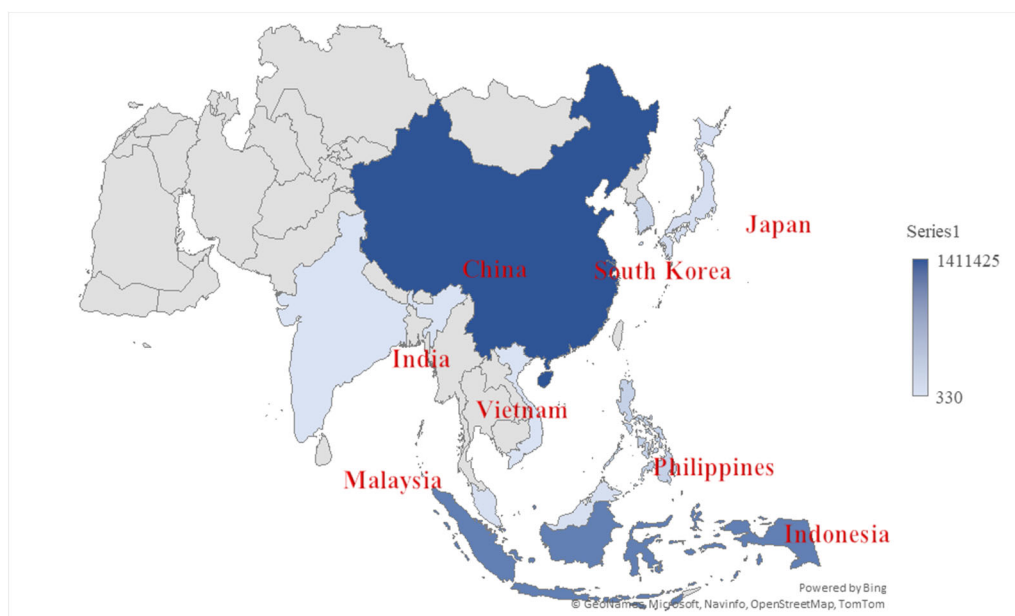 Japan
Series1
1411425
China
South Korea
India
330
Vietnam
Philippines
Malaysia
Indonesia
Powered by Bing
© GeoNames, Microsoft, Navinfo, OpenStreetMap, TomTom